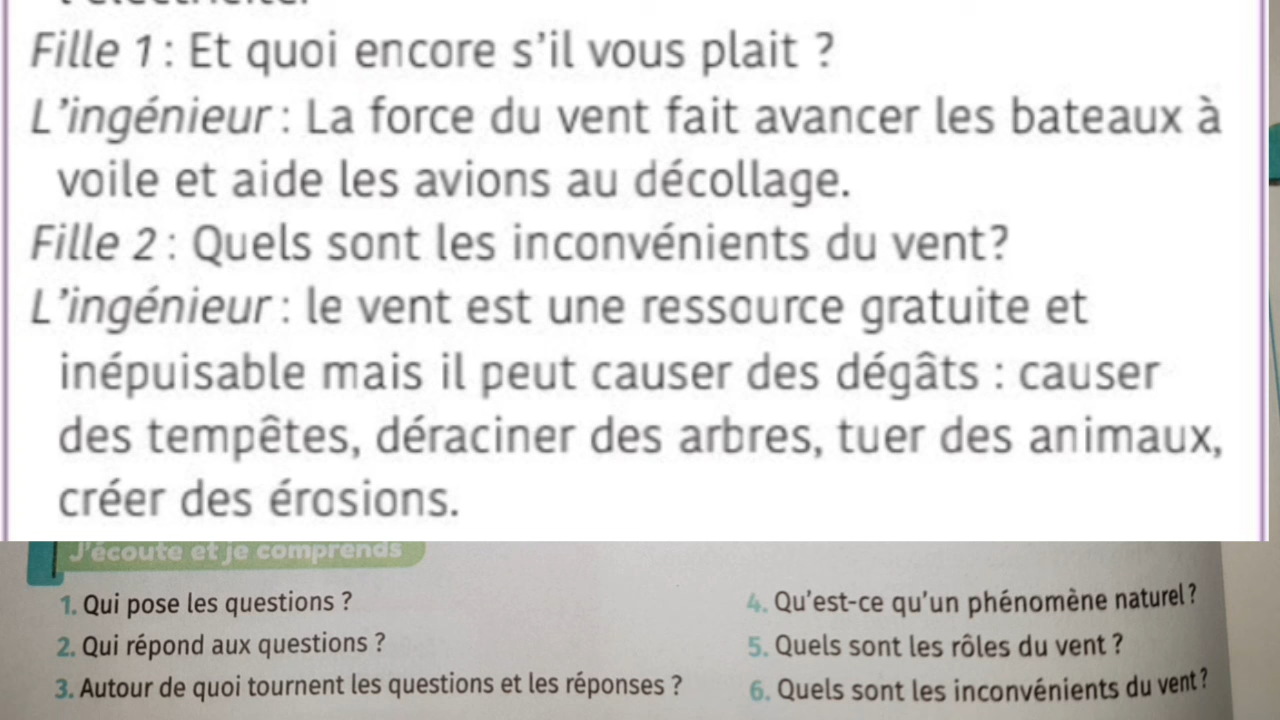 l'électricité.
Fille 1 : Et quoi encore s'il vous plait ?
L'ingénieur : La force du vent fait avancer les bateaux à
voile et aide les avions au décollage.
Fille 2 : Quels sont les inconvénients du vent?
L'ingénieur : le vent est une ressource gratuite et
inépuisable mais il peut causer des dégâts : causer
des tempêtes, déraciner des arbres, tuer des animaux,
créer des érosions.
J'écoute et je comprends
1. Qui pose les questions ?
2. Qui répond aux questions ?
3. Autour de quoi tournent les questions et les réponses ?
4. Qu'est-ce qu'un phénomène naturel ?
5. Quels sont les rôles du vent ?
6. Quels sont les inconvénients du vent ?